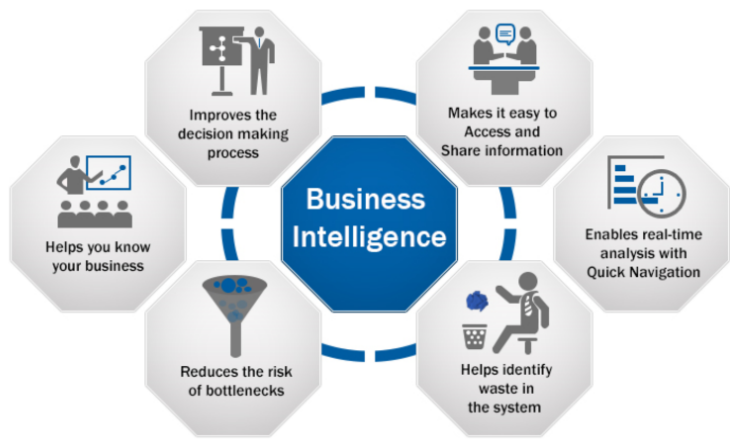 Improves the
decision making
process
Makes it easy to
Access and
Share information
Helps you know
your business
Business
Intelligence
Enables real-time
analysis with
Quick Navigation
Reduces the risk
of bottlenecks
Helps identify
waste in
the system